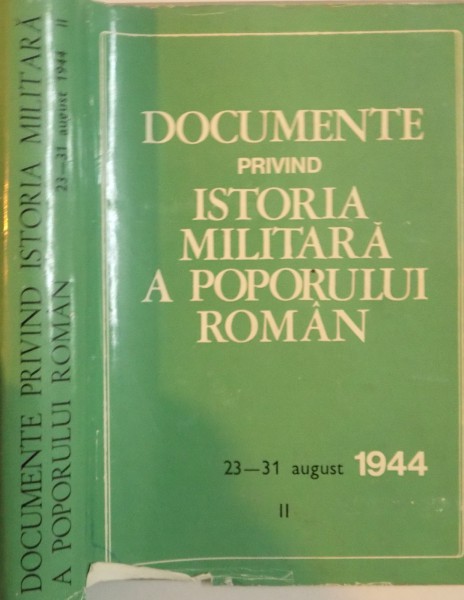 DOCUMENTE PRIVIND ISTORIA MILITARĂ
A POPORULUI ROMÂN 23—31 august 1944 II
DOCUMENTE
PRIVIND
ISTORIA
MILITARĂ
A POPORULUI
ROMÂN
23—31 august 1944
II